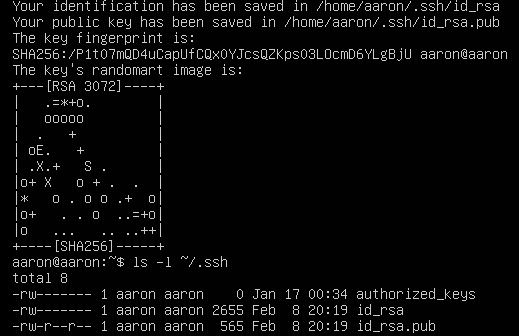 Your identification has been saved in /home/aaron/.ssh/id_rsa
Your public key has been saved in /home/aaron/.ssh/id_rsa.pub
The key fingerprint is:
SHA256:/P1t07mQD4uCapUfCQx0YJcsQZKps03LOcmD6YLgBjU aaron@aaron
The key's randomart image is:
+---[RSA 3072]----+
|   .=*+o.        |
|   ooooo         |
|  .   +          |
| oE.   +         |
| .X.+   S .      |
|o+ X   o + .  .  |
|*   o . o o .+  o|
|o+   . . o  ..=+o|
|o   ...   .. ..++|
+----[SHA256]-----+
aaron@aaron:~$ ls -l ~/.ssh
total 8
-rw------- 1 aaron aaron    0 Jan 17 00:34 authorized_keys
-rw------- 1 aaron aaron 2655 Feb  8 20:19 id_rsa
-rw-r--r-- 1 aaron aaron  565 Feb  8 20:19 id_rsa.pub